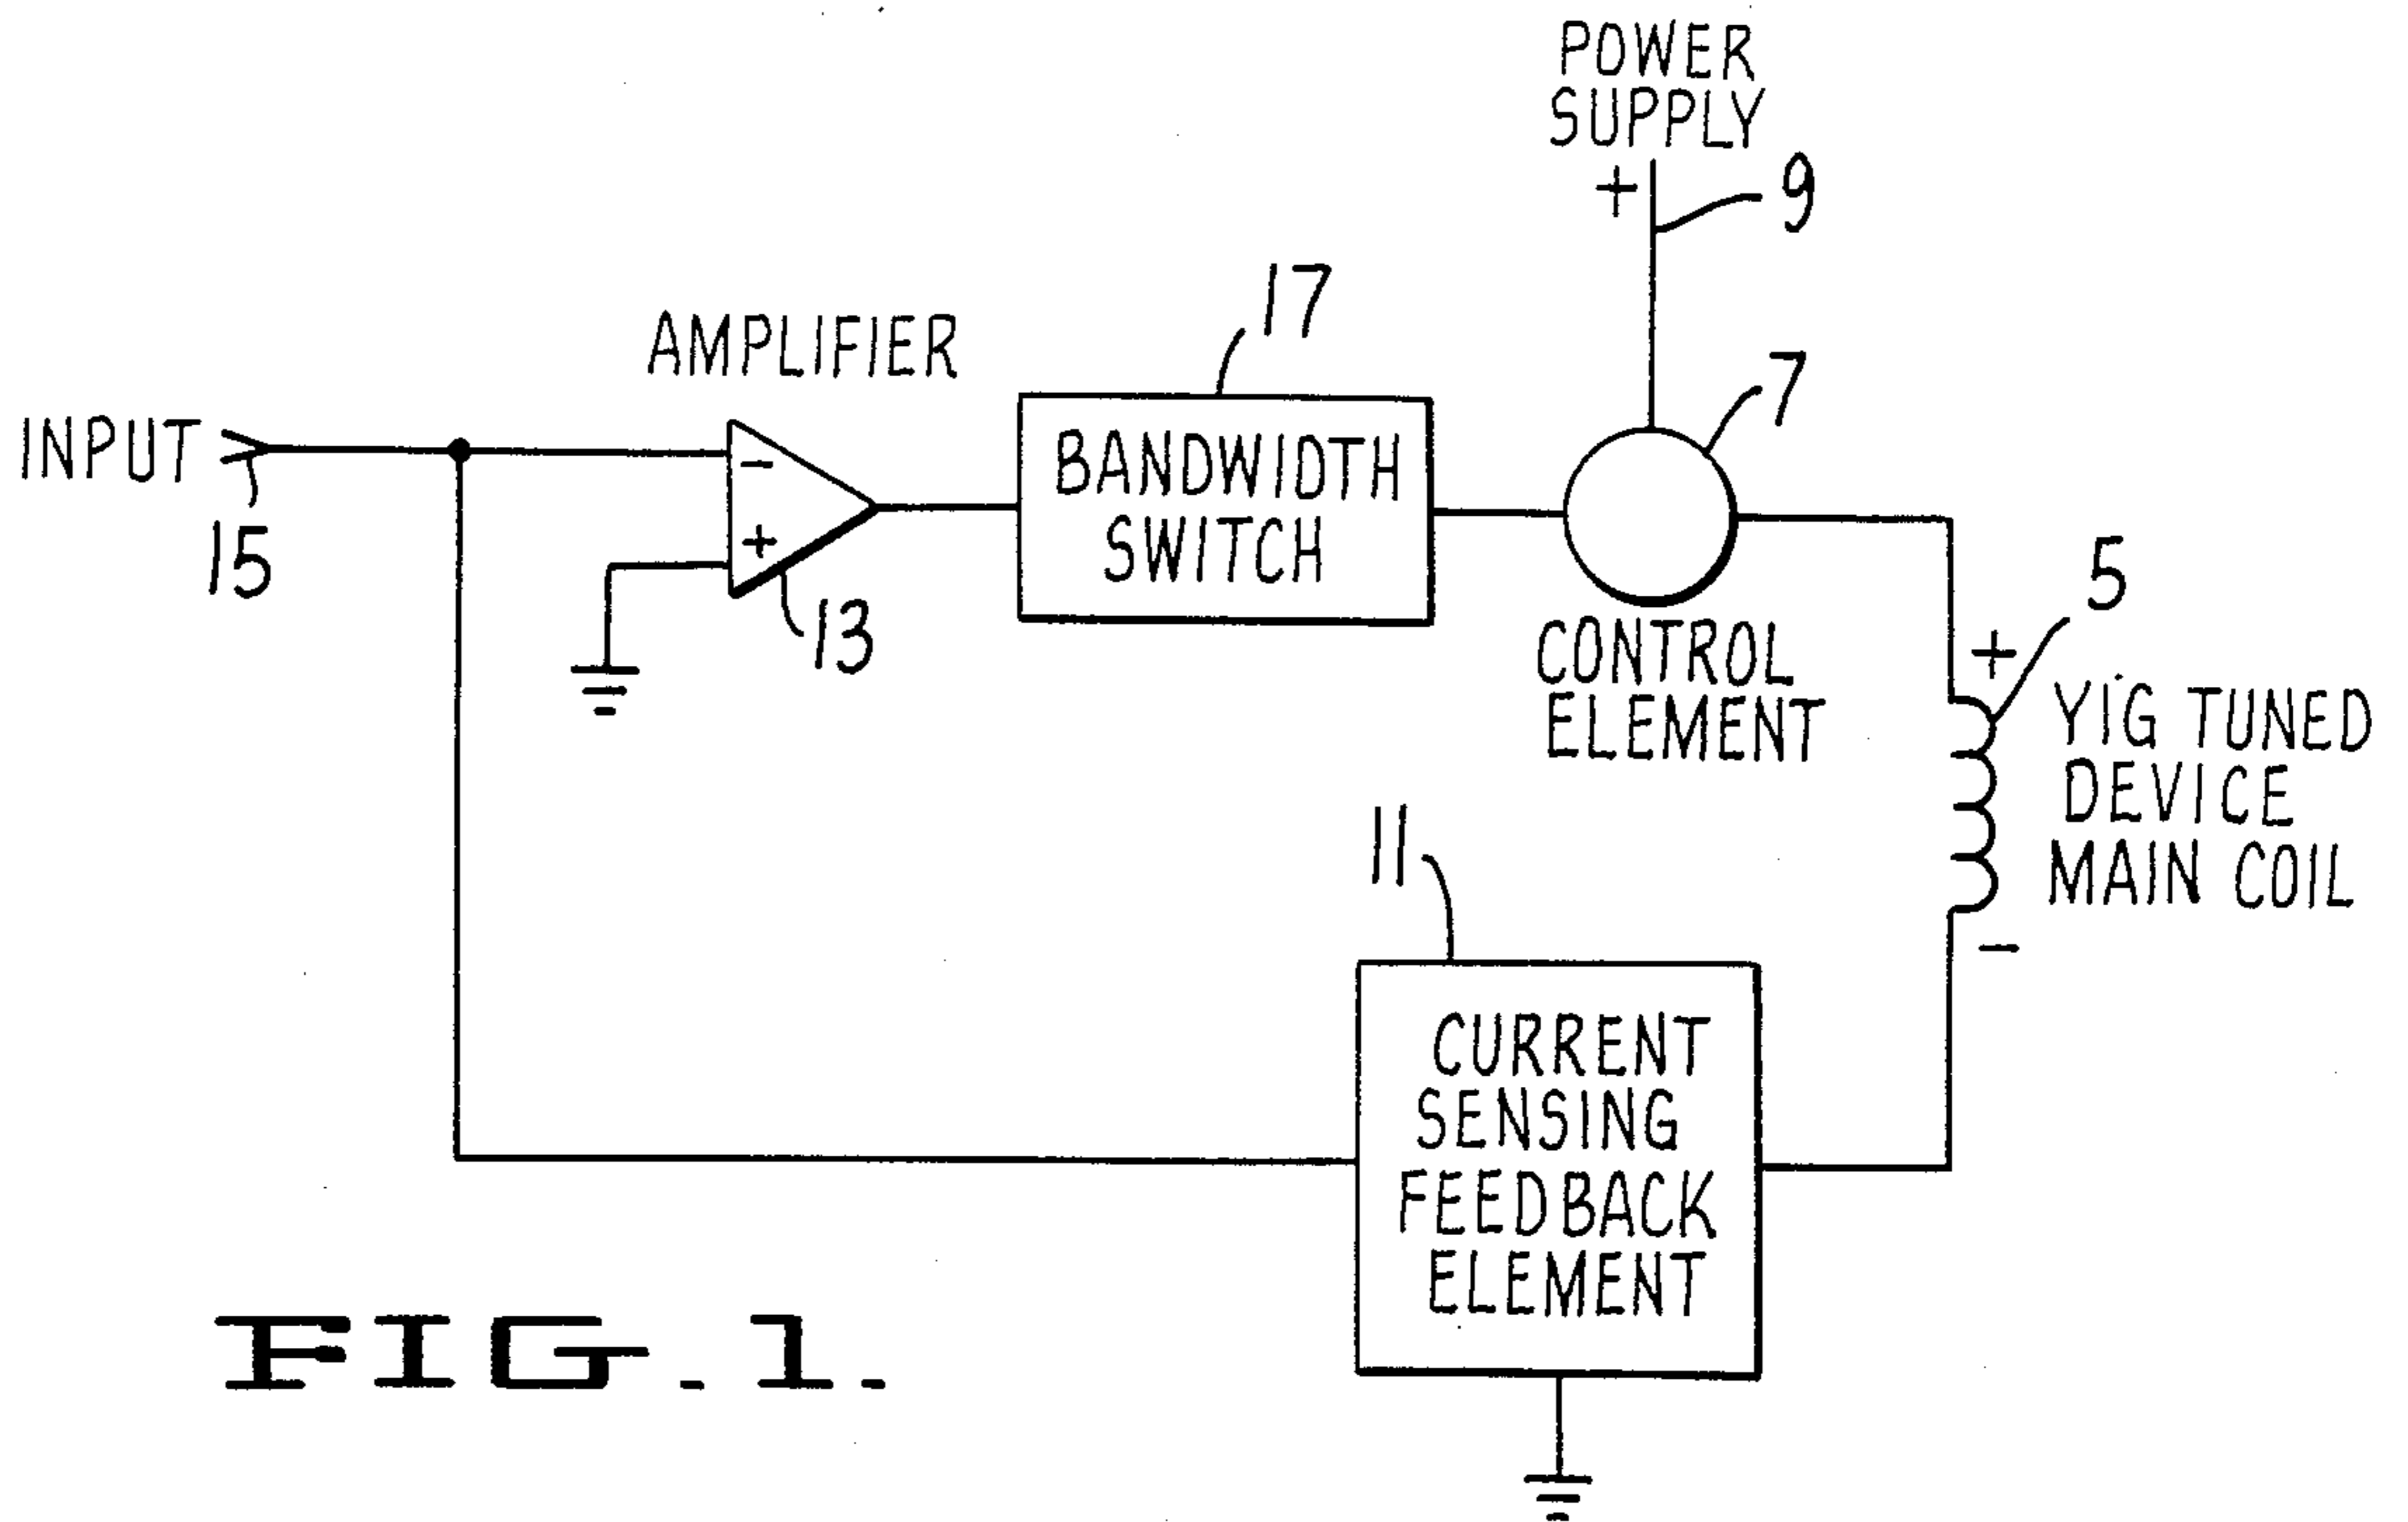 POWER
SUPPLY
+
9
17
AMPLIFIER
7
INPUT
−
BANDWIDTH
SWITCH
15
+
5
13
CONTROL
ELEMENT
+
YIG TUNED
DEVICE
MAIN COIL
11
−
CURRENT
SENSING
FEEDBACK
ELEMENT
FIG. 1.